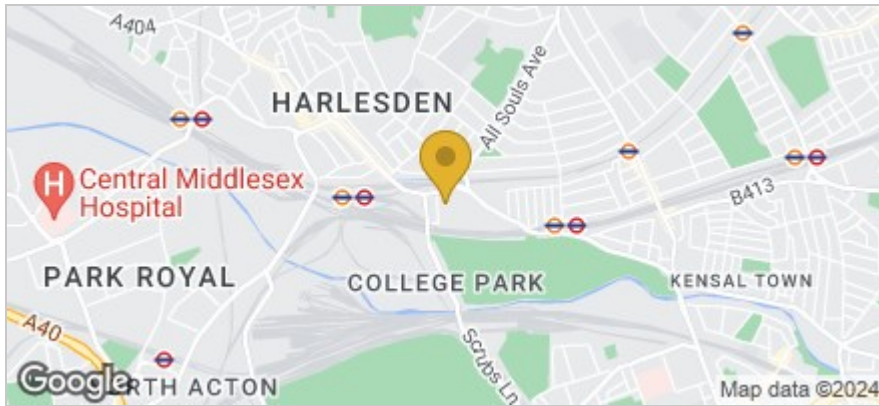 A404
HARLESDEN
All Souls Ave
H
Central Middlesex
Hospital
B413
PARK ROYAL
COLLEGE PARK
KENSAL TOWN
A40
Scrubs Ln
Google
RTH ACTON
Map data ©2024